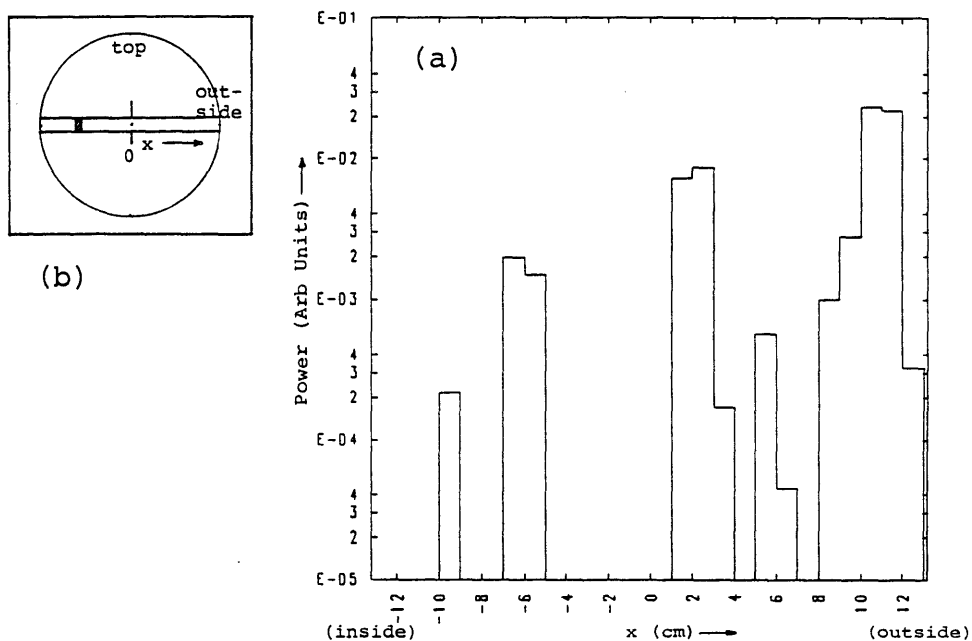 top
out-
side
x
0
(b)
(a)
Power (Arb Units)
E-01
4
3
2
E-02
4
3
2
E-03
4
3
2
E-04
4
3
2
E-05
-12
-10
-8
-6
-4
-2
0
2
4
6
8
10
12
(inside)
x (cm)
(outside)